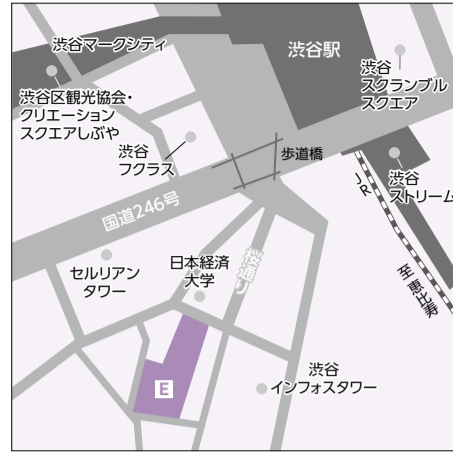 渋谷マークシティ
渋谷駅
渋谷
スクランブル
スクエア
渋谷区観光協会・
クリエーション
スクエアしぶや
渋谷
フクラス
歩道橋
渋谷
ストリーム
JR
国道246号
至恵比寿
セルリアン
タワー
日本経済
大学
桜通り
渋谷
インフォスタワー
E